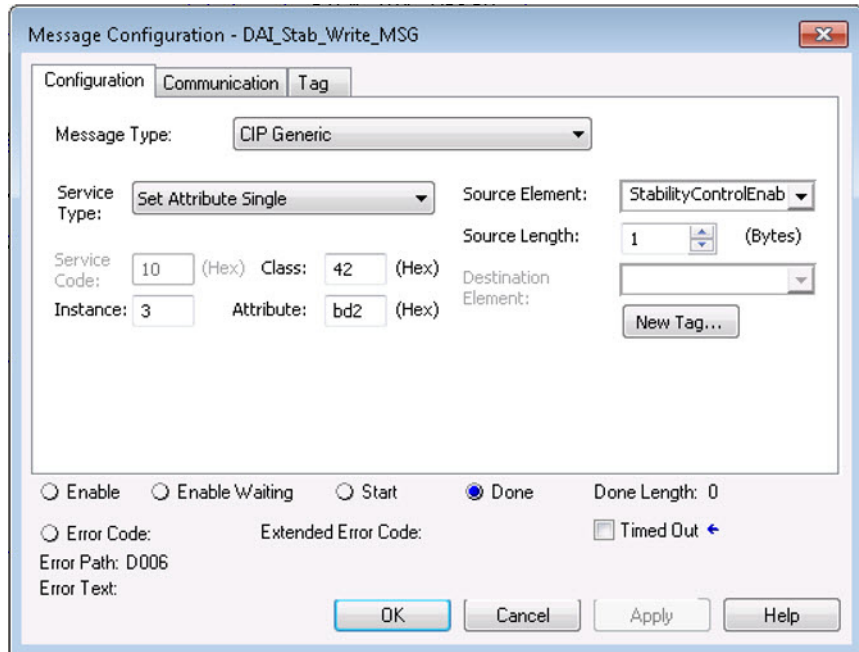 Message Configuration - DAI_Stab_Write_MSG
Configuration Communication Tag
Message Type: CIP Generic
Service Type: Set Attribute Single Source Element: StabilityControlEnab
Source Length: 1 (Bytes)
Service Code: 10 (Hex) Class: 42 (Hex) Destination Element:
Instance: 3 Attribute: bd2 (Hex)
New Tag...
Enable Enable Waiting Start Done Done Length: 0
Error Code: Extended Error Code: Timed Out
Error Path: D006
Error Text:
OK Cancel Apply Help